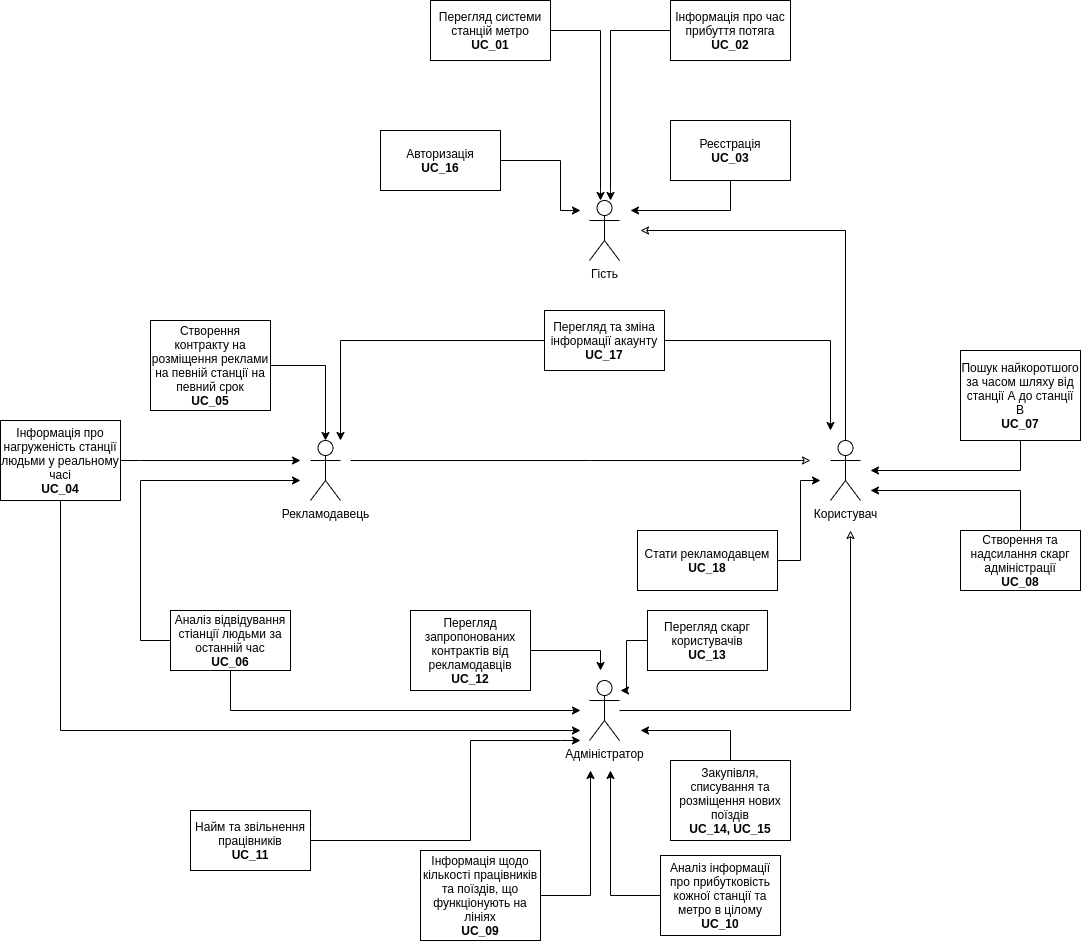 Перегляд системи
станцій метро
UC_01
Інформація про час
прибуття потяга
UC_02
Авторизація
UC_16
Реєстрація
UC_03
Гість
Створення
контракту на
розміщення реклами
на певній станції на
певний срок
UC_05
Перегляд та зміна
інформації акаунту
UC_17
Пошук найкоротшого
за часом шляху від
станції А до станції
В
UC_07
Інформація про
нагруженість станції
людьми у реальному
часі
UC_04
Рекламодавець
Користувач
Стати рекламодавцем
UC_18
Створення та
надсилання скарг
адміністрації
UC_08
Аналіз відвідування
стіанції людьми за
останній час
UC_06
Перегляд
запропонованих
контрактів від
рекламодавців
UC_12
Перегляд скарг
користувачів
UC_13
Адміністратор
Закупівля,
списування та
розміщення нових
поїздів
UC_14, UC_15
Найм та звільнення
працівників
UC_11
Інформація щодо
кількості працівників
та поїздів, що
функціонують на
лініях
UC_09
Аналіз інформації
про прибутковість
кожної станції та
метро в цілому
UC_10